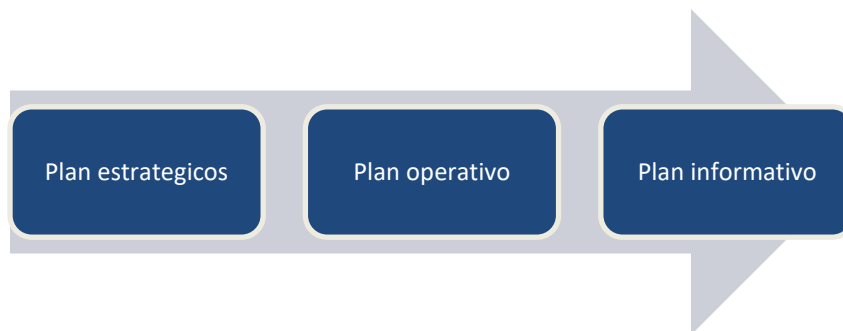 Plan estrategicos
Plan operativo
Plan informativo